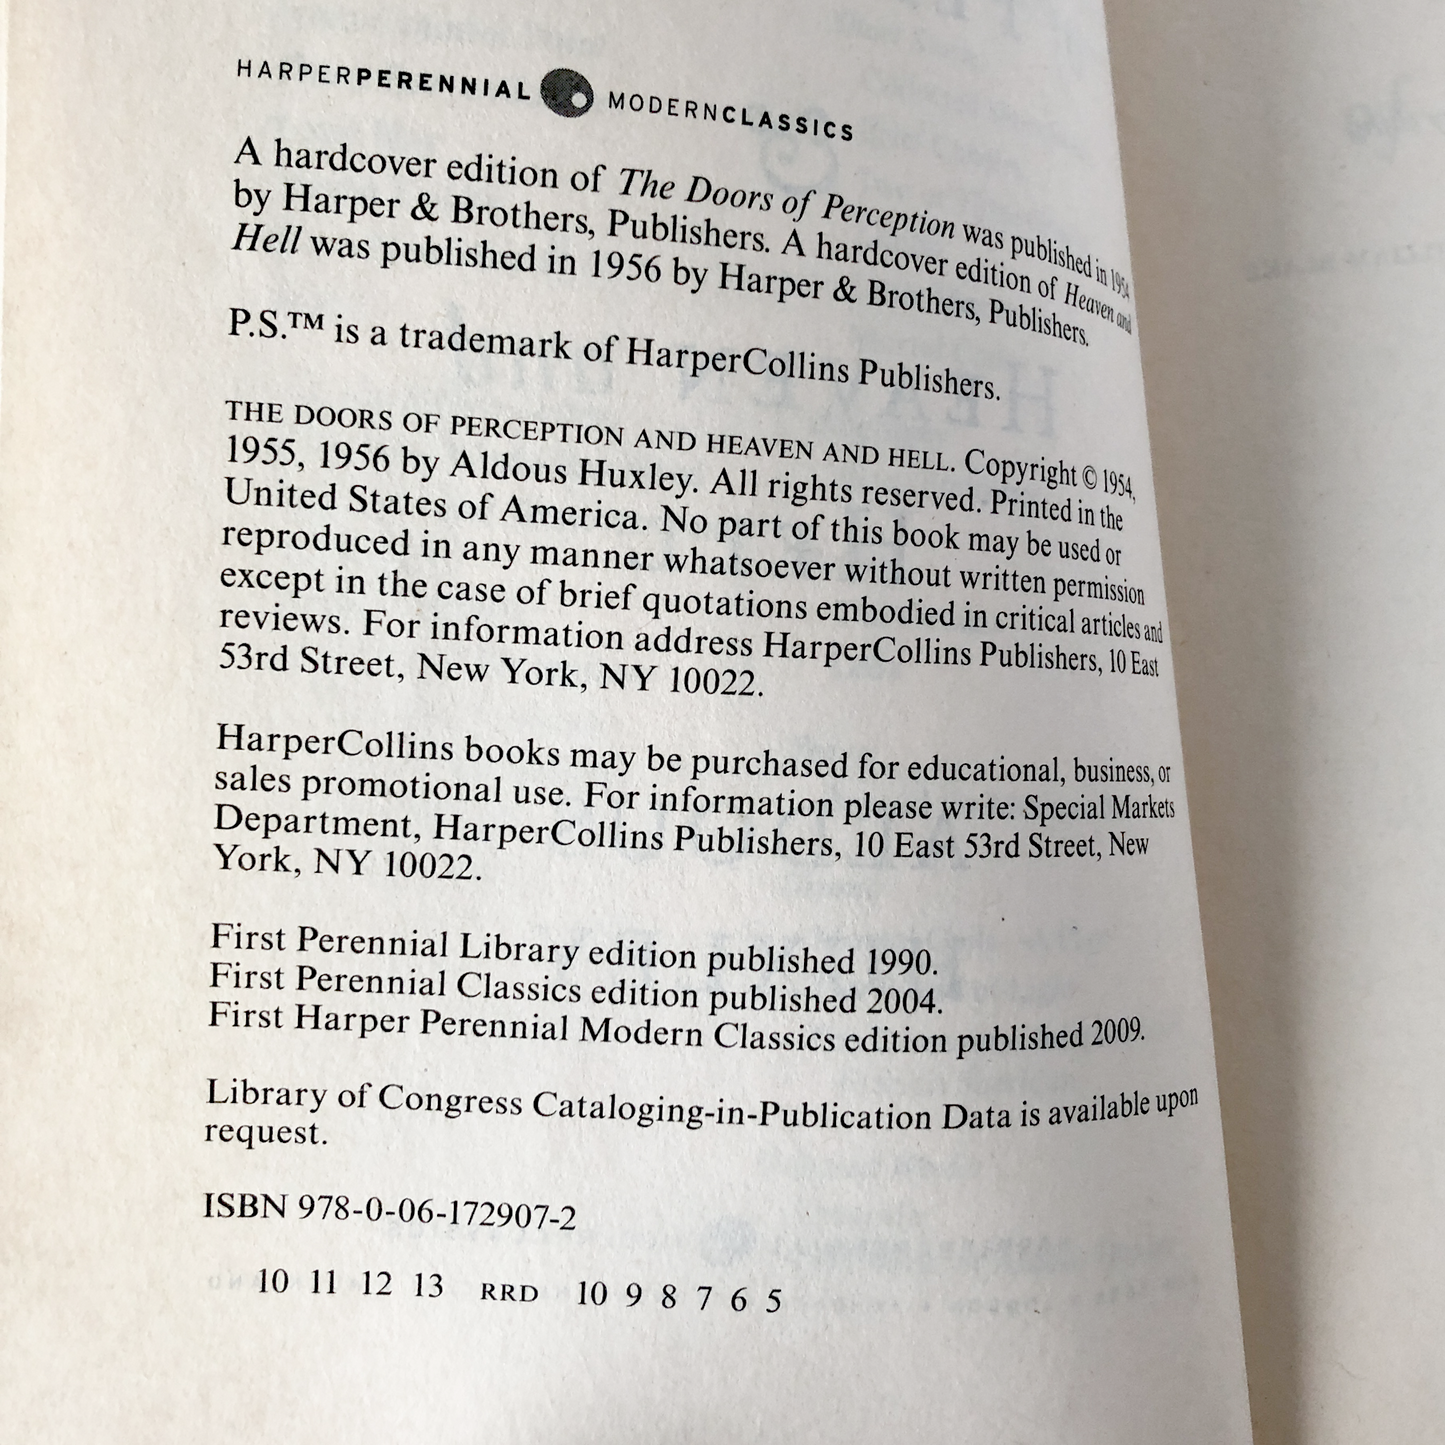 HARPERPERENNIAL MODERNCLASSICS
A hardcover edition of The Doors of Perception was published in 1954
by Harper & Brothers, Publishers. A hardcover edition of Heaven and
Hell was published in 1956 by Harper & Brothers, Publishers.
P.S.™ is a trademark of HarperCollins Publishers.
THE DOORS OF PERCEPTION AND HEAVEN AND HELL. Copyright © 1954,
1955, 1956 by Aldous Huxley. All rights reserved. Printed in the
United States of America. No part of this book may be used or
reproduced in any manner whatsoever without written permission
except in the case of brief quotations embodied in critical articles and
reviews. For information address HarperCollins Publishers, 10 East
53rd Street, New York, NY 10022.
HarperCollins books may be purchased for educational, business, or
sales promotional use. For information please write: Special Markets
Department, HarperCollins Publishers, 10 East 53rd Street, New
York, NY 10022.
First Perennial Library edition published 1990.
First Perennial Classics edition published 2004.
First Harper Perennial Modern Classics edition published 2009.
Library of Congress Cataloging-in-Publication Data is available upon
request.
ISBN 978-0-06-172907-2
10 11 12 13 RRD 10 9 8 7 6 5